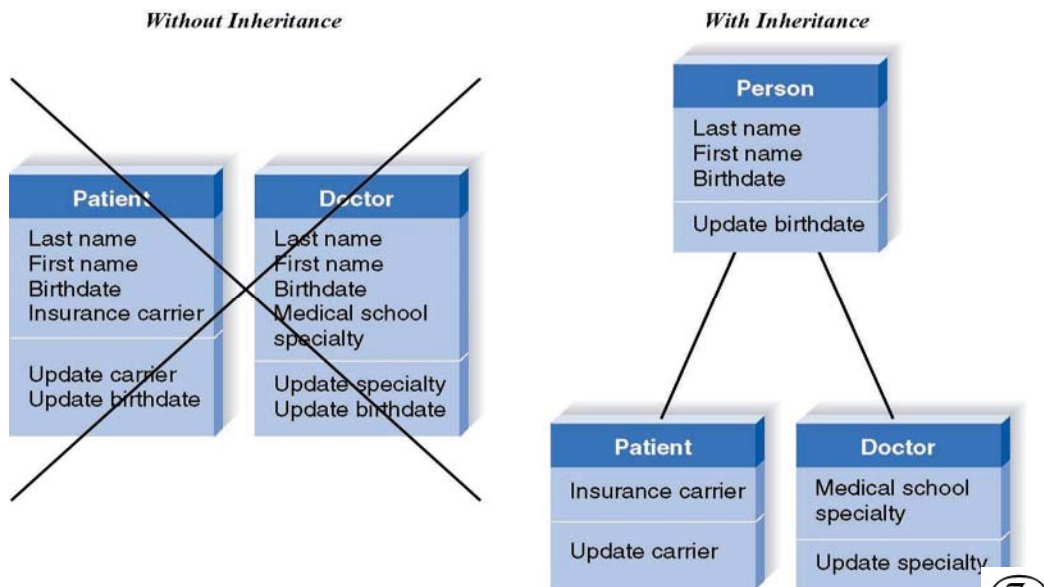 Without Inheritance
With Inheritance
Patient
Last name
First name
Birthdate
Insurance carrier
Update carrier
Update birthdate
Doctor
Last name
First name
Birthdate
Medical school
specialty
Update specialty
Update birthdate
Person
Last name
First name
Birthdate
Update birthdate
Patient
Insurance carrier
Update carrier
Doctor
Medical school
specialty
Update specialty